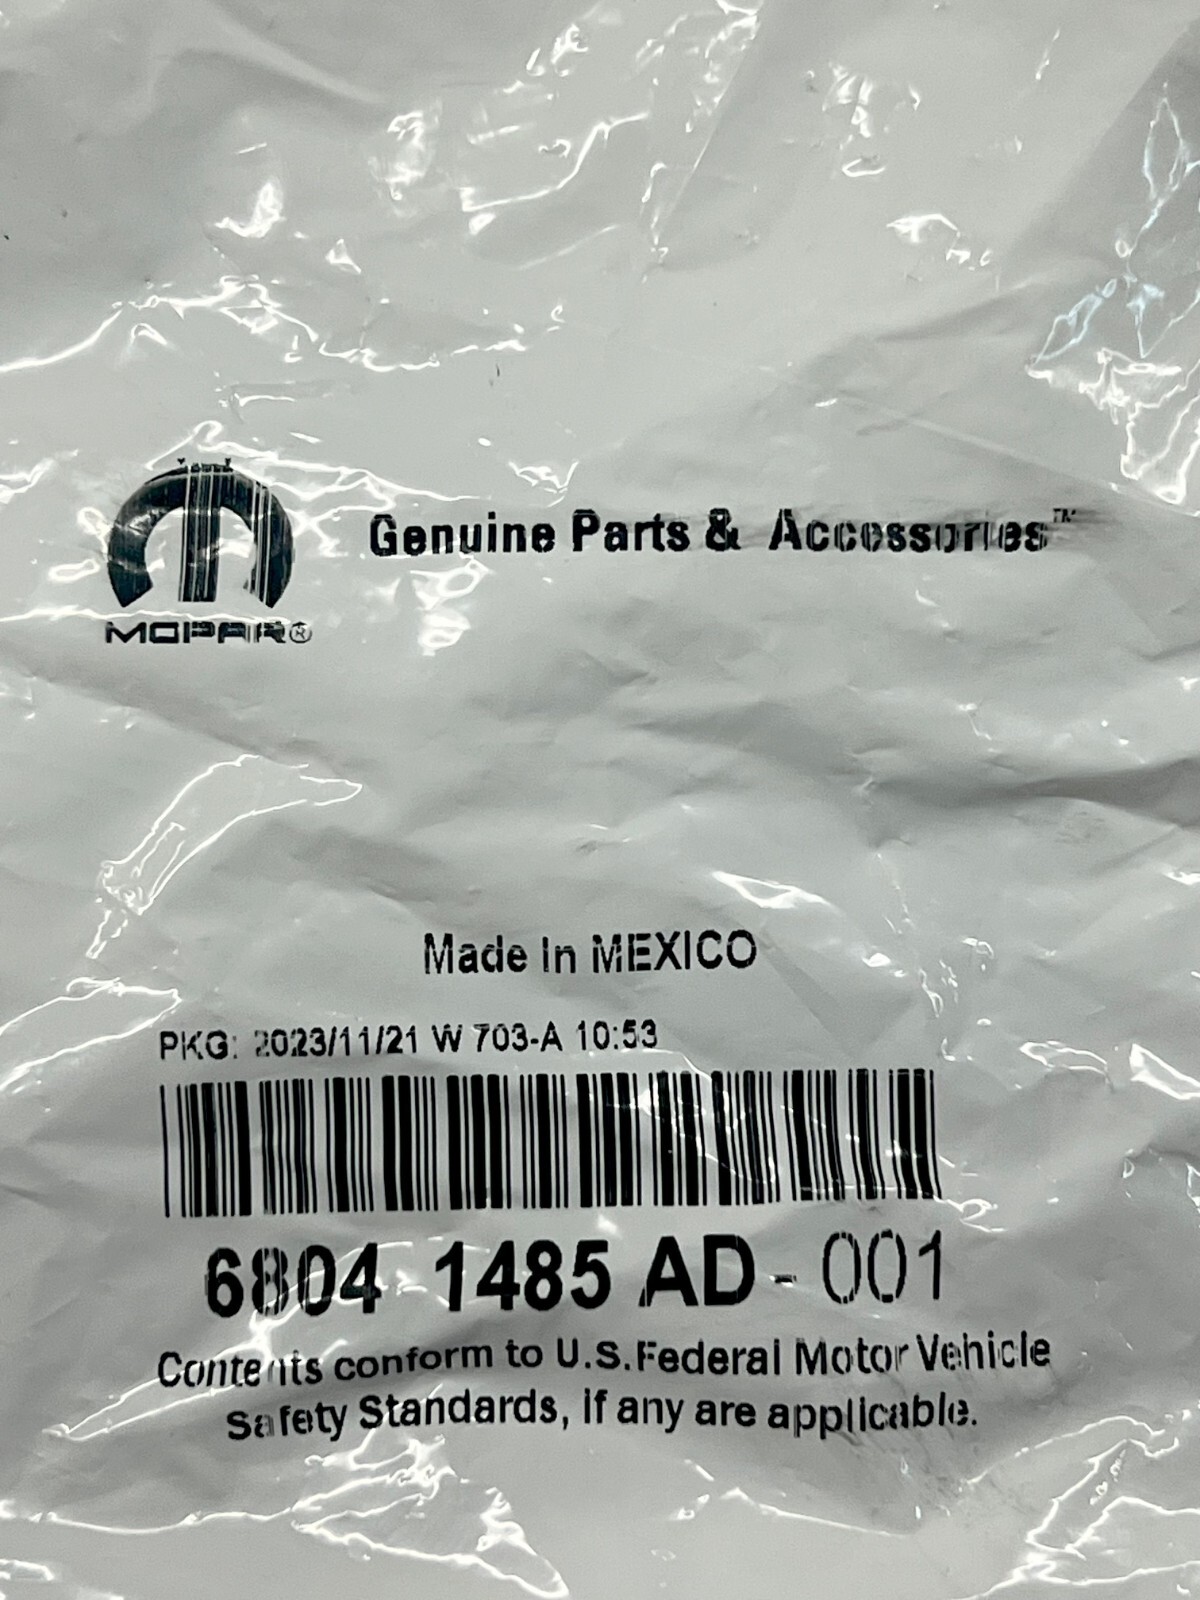 Genuine Parts & Accessories™
MOPAR®
Made In MEXICO
PKG: 2023/11/21 W 703-A 10:53
6804 1485 AD - 001
Contents conform to U.S. Federal Motor Vehicle
Safety Standards, if any are applicable.